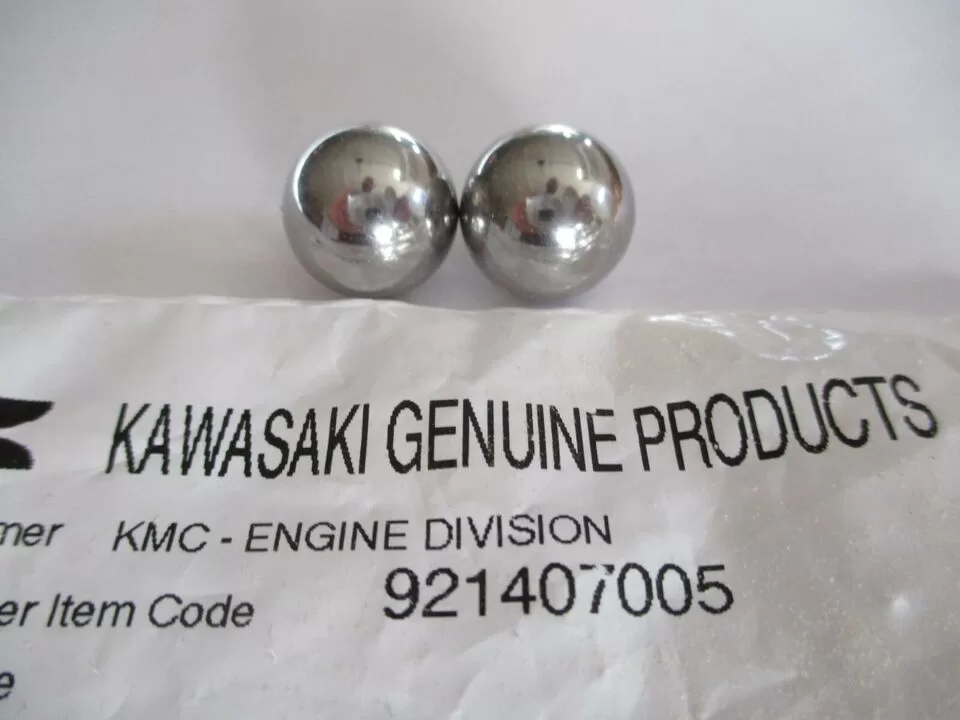 KAWASAKI GENUINE PRODUCTS
mer KMC - ENGINE DIVISION
er Item Code 921407005
e